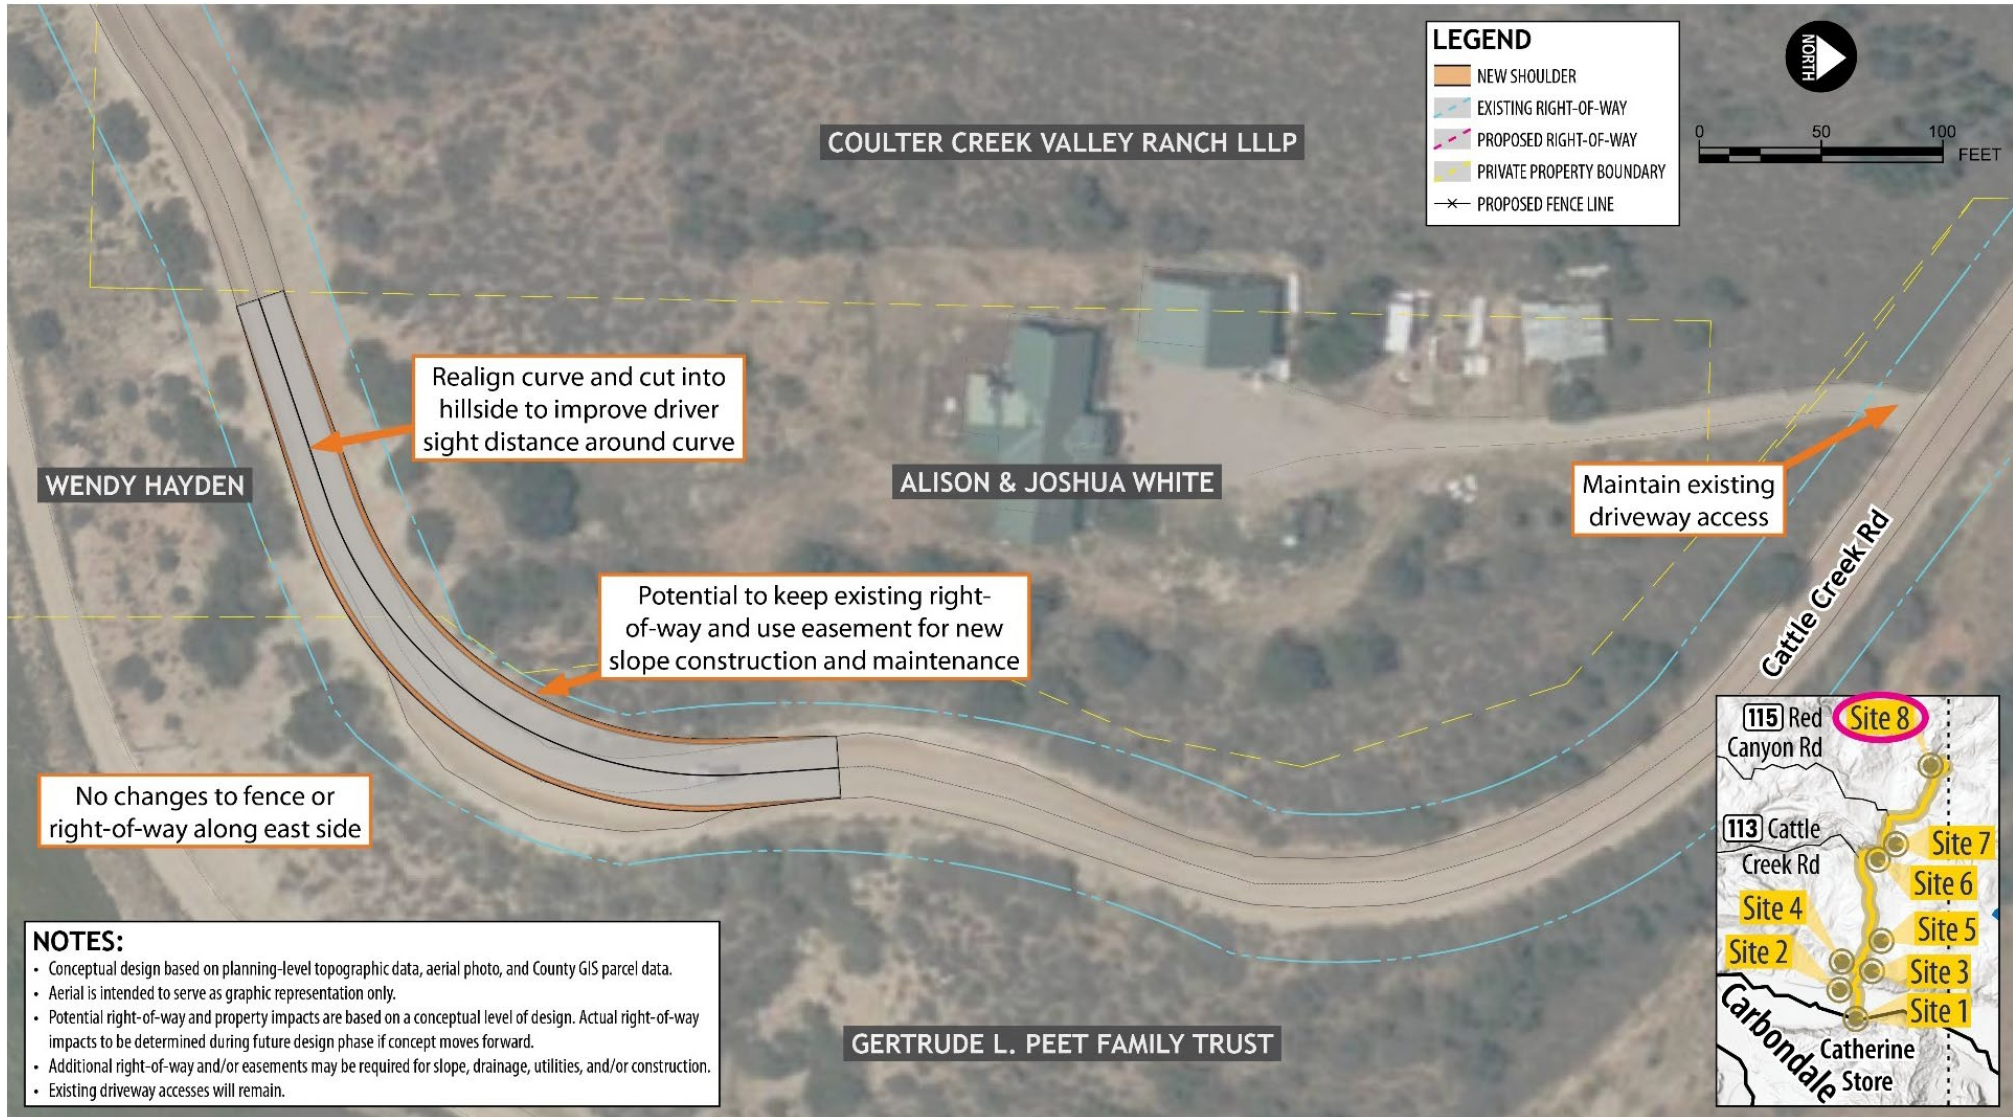 LEGEND
NEW SHOULDER
EXISTING RIGHT-OF-WAY
PROPOSED RIGHT-OF-WAY
PRIVATE PROPERTY BOUNDARY
PROPOSED FENCE LINE
NORTH
0 50 100
FEET
COULTER CREEK VALLEY RANCH LLLP
Realign curve and cut into
hillside to improve driver
sight distance around curve
WENDY HAYDEN
ALISON & JOSHUA WHITE
Maintain existing
driveway access
Cattle Creek Rd
Potential to keep existing right-
of-way and use easement for new
slope construction and maintenance
No changes to fence or
right-of-way along east side
GERTRUDE L. PEET FAMILY TRUST
NOTES:
• Conceptual design based on planning-level topographic data, aerial photo, and County GIS parcel data.
• Aerial is intended to serve as graphic representation only.
• Potential right-of-way and property impacts are based on a conceptual level of design. Actual right-of-way
impacts to be determined during future design phase if concept moves forward.
• Additional right-of-way and/or easements may be required for slope, drainage, utilities, and/or construction.
• Existing driveway accesses will remain.
115 Red
Canyon Rd
Site 8
113 Cattle
Creek Rd
Site 7
Site 6
Site 4
Site 5
Site 2
Site 3
Site 1
Carbondale
Catherine
Store